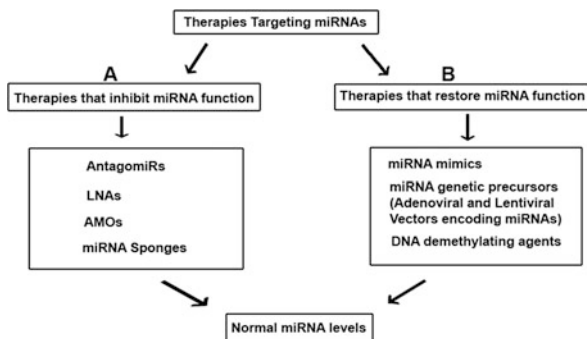 Therapies Targeting miRNAs
A
B
Therapies that inhibit miRNA function
Therapies that restore miRNA function
AntagomiRs
LNAs
AMOs
miRNA Sponges
miRNA mimics
miRNA genetic precursors
(Adenoviral and Lentiviral
Vectors encoding miRNAs)
DNA demethylating agents
Normal miRNA levels